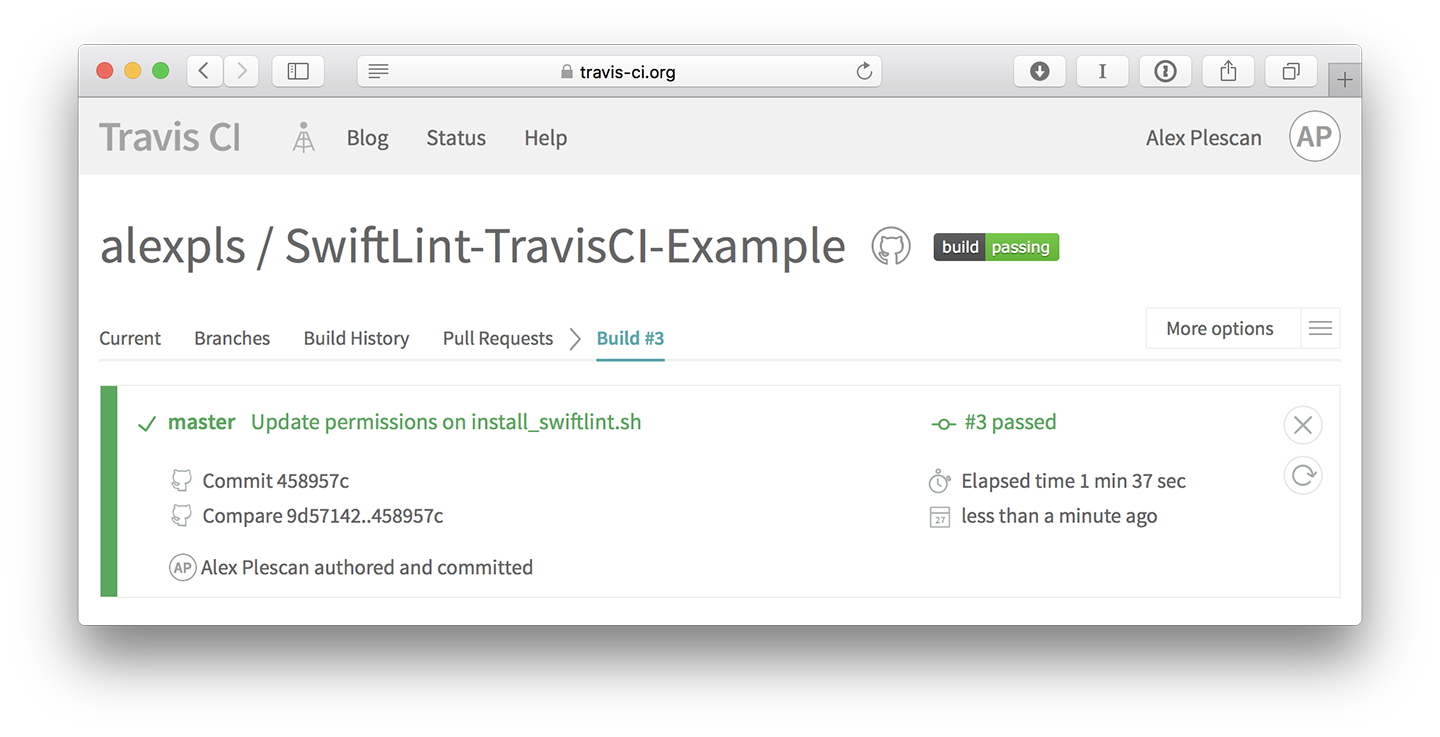 travis-ci.org
Travis CI Blog Status Help Alex Plescan AP
alexpls / SwiftLint-TravisCI-Example build passing
Current Branches Build History Pull Requests Build #3 More options
master Update permissions on install_swiftlint.sh #3 passed
Commit 458957c Elapsed time 1 min 37 sec
Compare 9d57142..458957c 27 less than a minute ago
AP Alex Plescan authored and committed